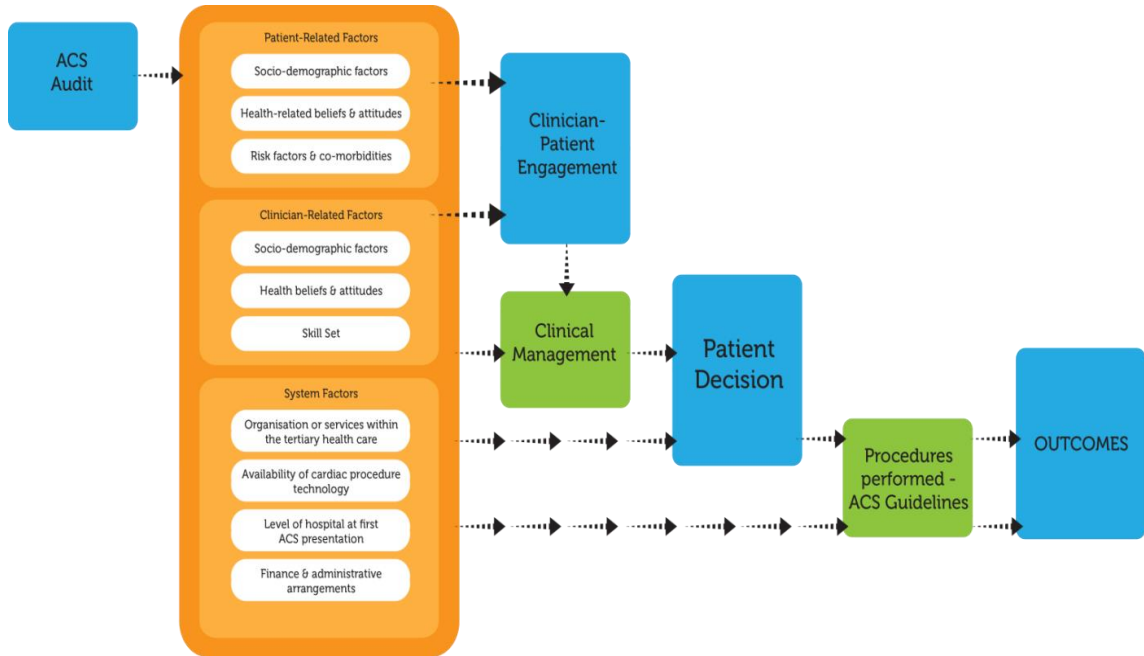 ACS
Audit
Patient-Related Factors
Socio-demographic factors
Health-related beliefs & attitudes
Risk factors & co-morbidities
Clinician-Related Factors
Socio-demographic factors
Health beliefs & attitudes
Skill Set
System Factors
Organisation or services within
the tertiary health care
Availability of cardiac procedure
technology
Level of hospital at first
ACS presentation
Finance & administrative
arrangements
Clinician-
Patient
Engagement
Clinical
Management
Patient
Decision
Procedures
performed -
ACS Guidelines
OUTCOMES